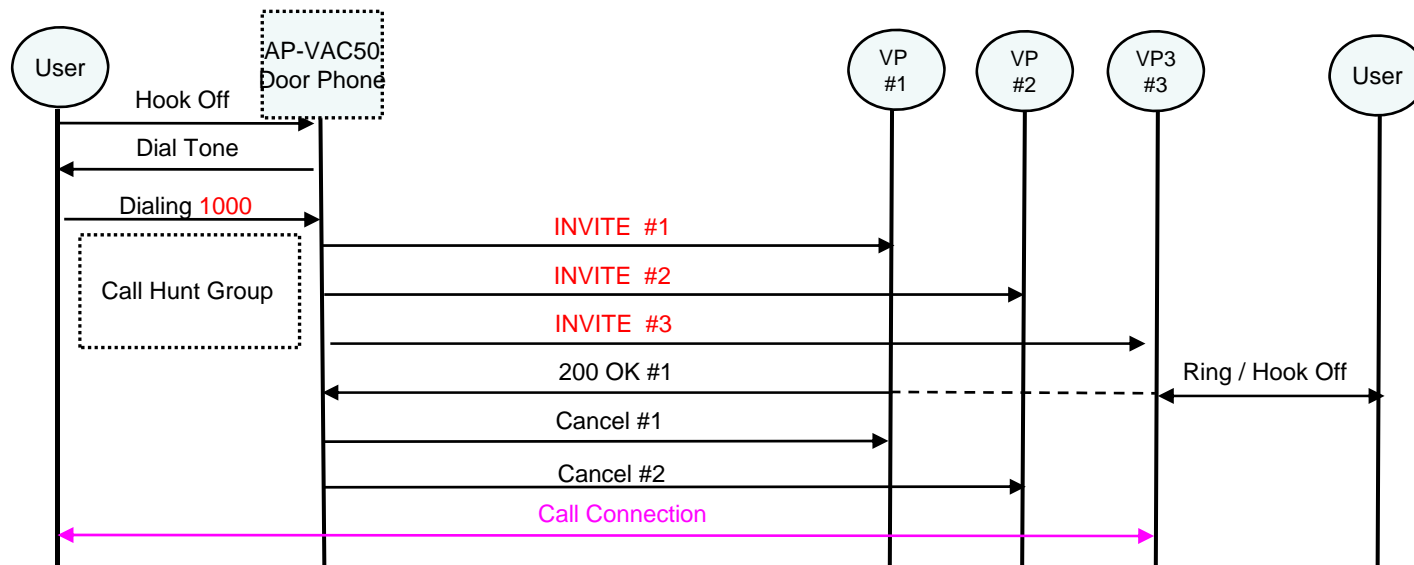 User
AP-VAC50
Door Phone
VP
#1
VP
#2
VP3
#3
User
Hook Off
Dial Tone
Dialing 1000
INVITE #1
Call Hunt Group
INVITE #2
INVITE #3
200 OK #1
Ring / Hook Off
Cancel #1
Cancel #2
Call Connection